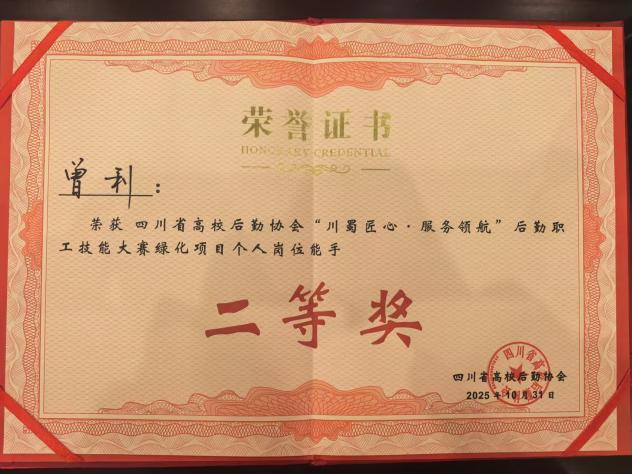 荣誉证书
HONORARY CREDENTIAL
曾利：
荣获 四川省高校后勤协会“川蜀匠心·服务领航”后勤职
工技能大赛绿化项目个人岗位能手
二等奖
四川省高校后勤协会
2025年10月31日